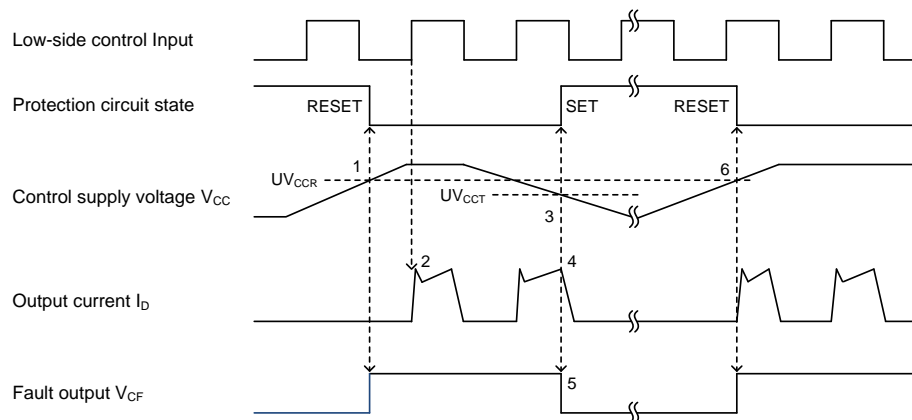 Low-side control Input
Protection circuit state
RESET
SET
RESET
Control supply voltage VCC
UVCCR
UVCCT
1
3
6
Output current ID
2
4
Fault output VCF
5